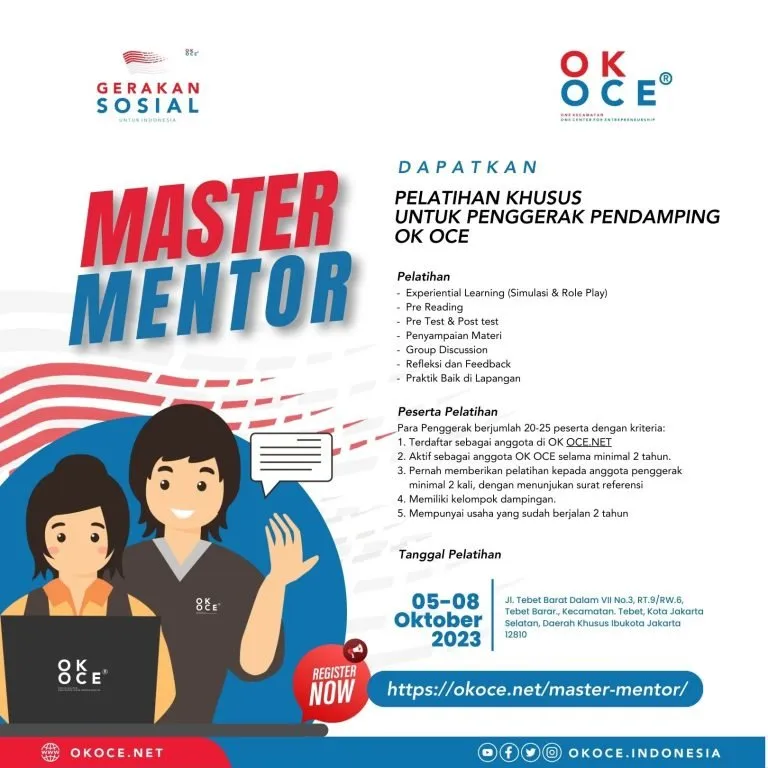 OK
OCE®
GERAKAN
SOSIAL
UNTUK INDONESIA
OK
OCE®
ONE KECAMATAN
ONE CENTER FOR ENTREPRENEURSHIP
MASTER
MENTOR
DAPATKAN
PELATIHAN KHUSUS
UNTUK PENGGERAK PENDAMPING
OK OCE
Pelatihan
- Experiential Learning (Simulasi & Role Play)
- Pre Reading
- Pre Test & Post test
- Penyampaian Materi
- Group Discussion
- Refleksi dan Feedback
- Praktik Baik di Lapangan
Peserta Pelatihan
Para Penggerak berjumlah 20-25 peserta dengan kriteria:
1. Terdaftar sebagai anggota di OK OCE.NET
2. Aktif sebagai anggota OK OCE selama minimal 2 tahun.
3. Pernah memberikan pelatihan kepada anggota penggerak
minimal 2 kali, dengan menunjukan surat referensi
4. Memiliki kelompok dampingan.
5. Mempunyai usaha yang sudah berjalan 2 tahun
Tanggal Pelatihan
05-08
Oktober
2023
Jl. Tebet Barat Dalam VII No.3, RT.9/RW.6,
Tebet Barar., Kecamatan. Tebet, Kota Jakarta
Selatan, Daerah Khusus Ibukota Jakarta
12810
OK
OCE
OK
OCE®
REGISTER
NOW
https://okoce.net/master-mentor/
OKOCE.NET
OKOCE.INDONESIA